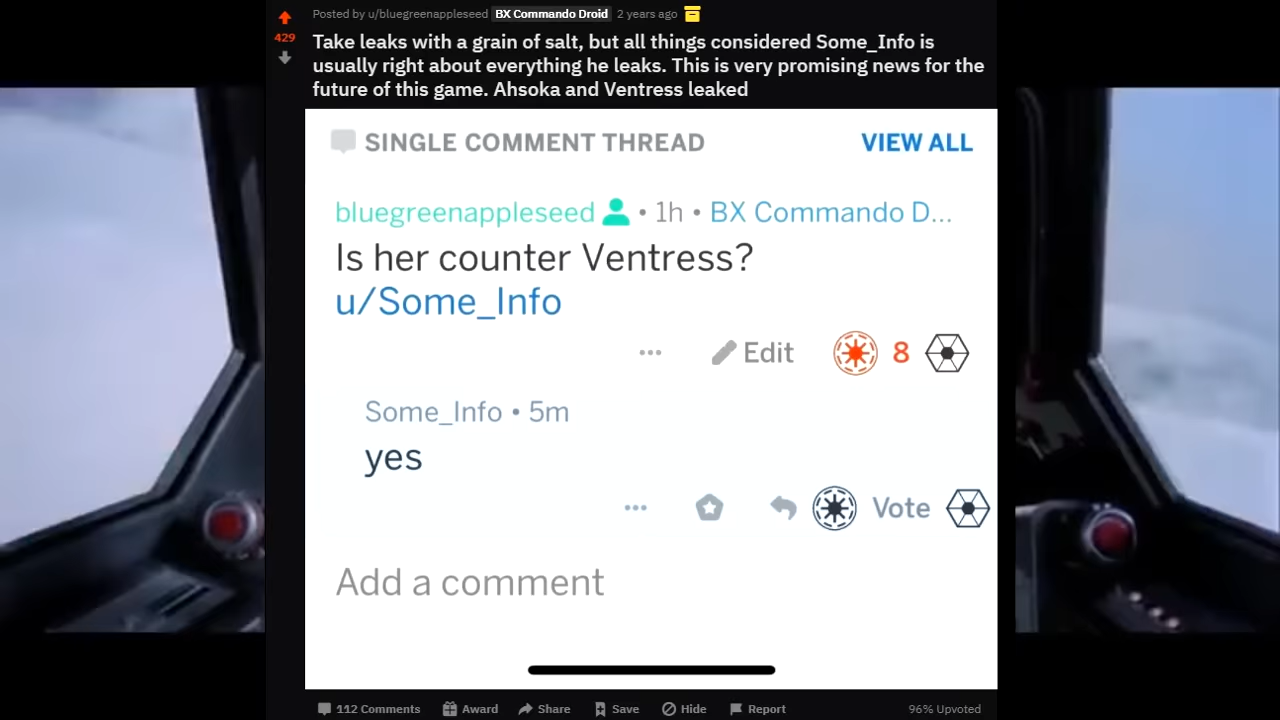 Posted by u/bluegreenappleseed BX Commando Droid 2 years ago
429
Take leaks with a grain of salt, but all things considered Some_Info is
usually right about everything he leaks. This is very promising news for the
future of this game. Ahsoka and Ventress leaked
SINGLE COMMENT THREAD VIEW ALL
bluegreenappleseed • 1h • BX Commando D...
Is her counter Ventress?
u/Some_Info
... Edit 8
Some_Info • 5m
yes
... Vote
Add a comment
112 Comments Award Share Save Hide Report 96% Upvoted